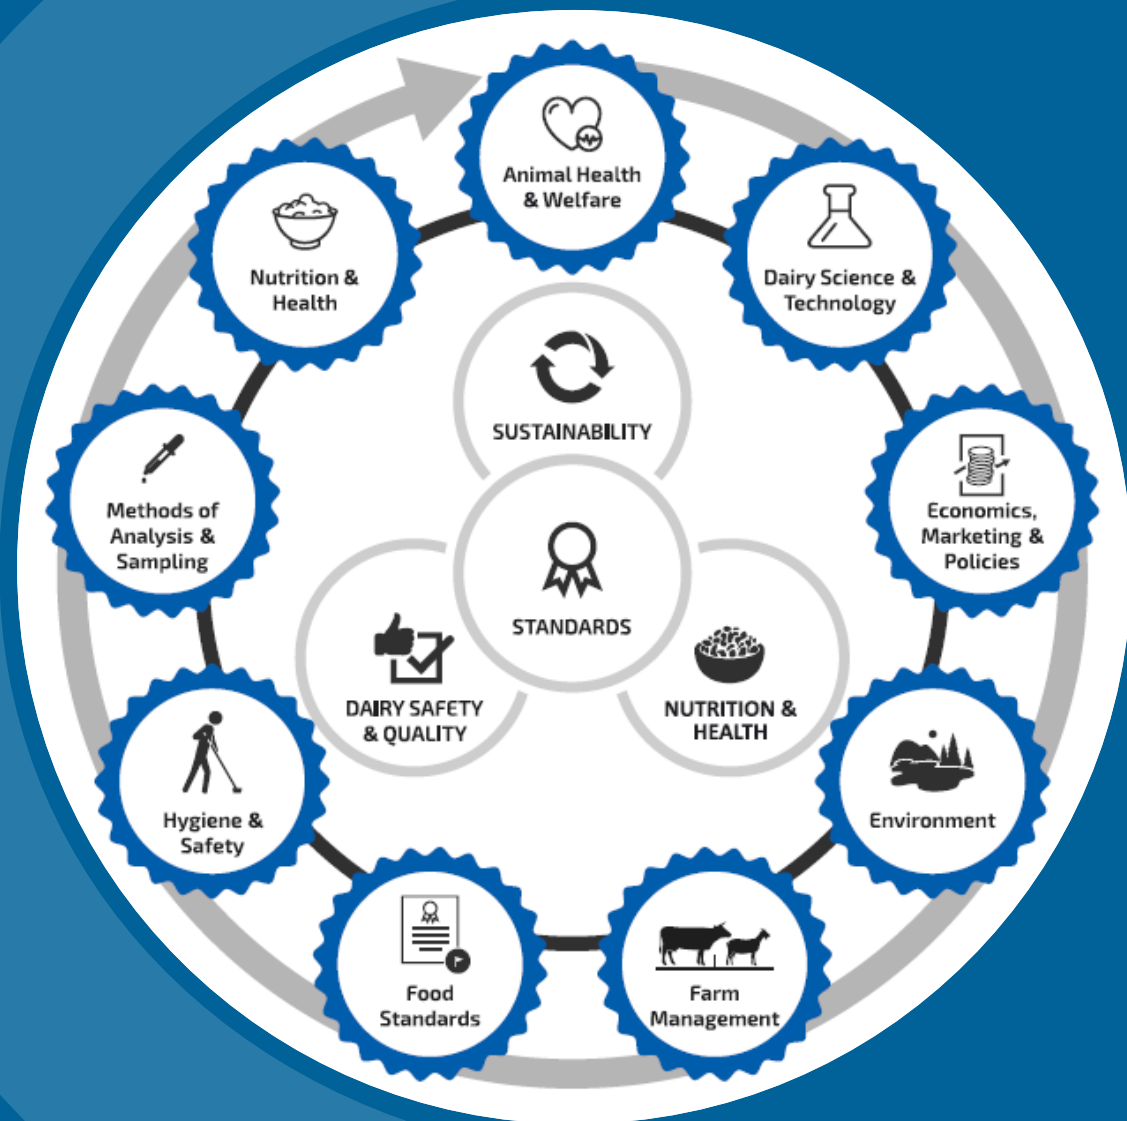 Animal Health
& Welfare
Dairy Science &
Technology
Economics,
Marketing &
Policies
Environment
Farm
Management
Food
Standards
Hygiene &
Safety
Methods of
Analysis &
Sampling
Nutrition &
Health
SUSTAINABILITY
STANDARDS
DAIRY SAFETY
& QUALITY
NUTRITION &
HEALTH